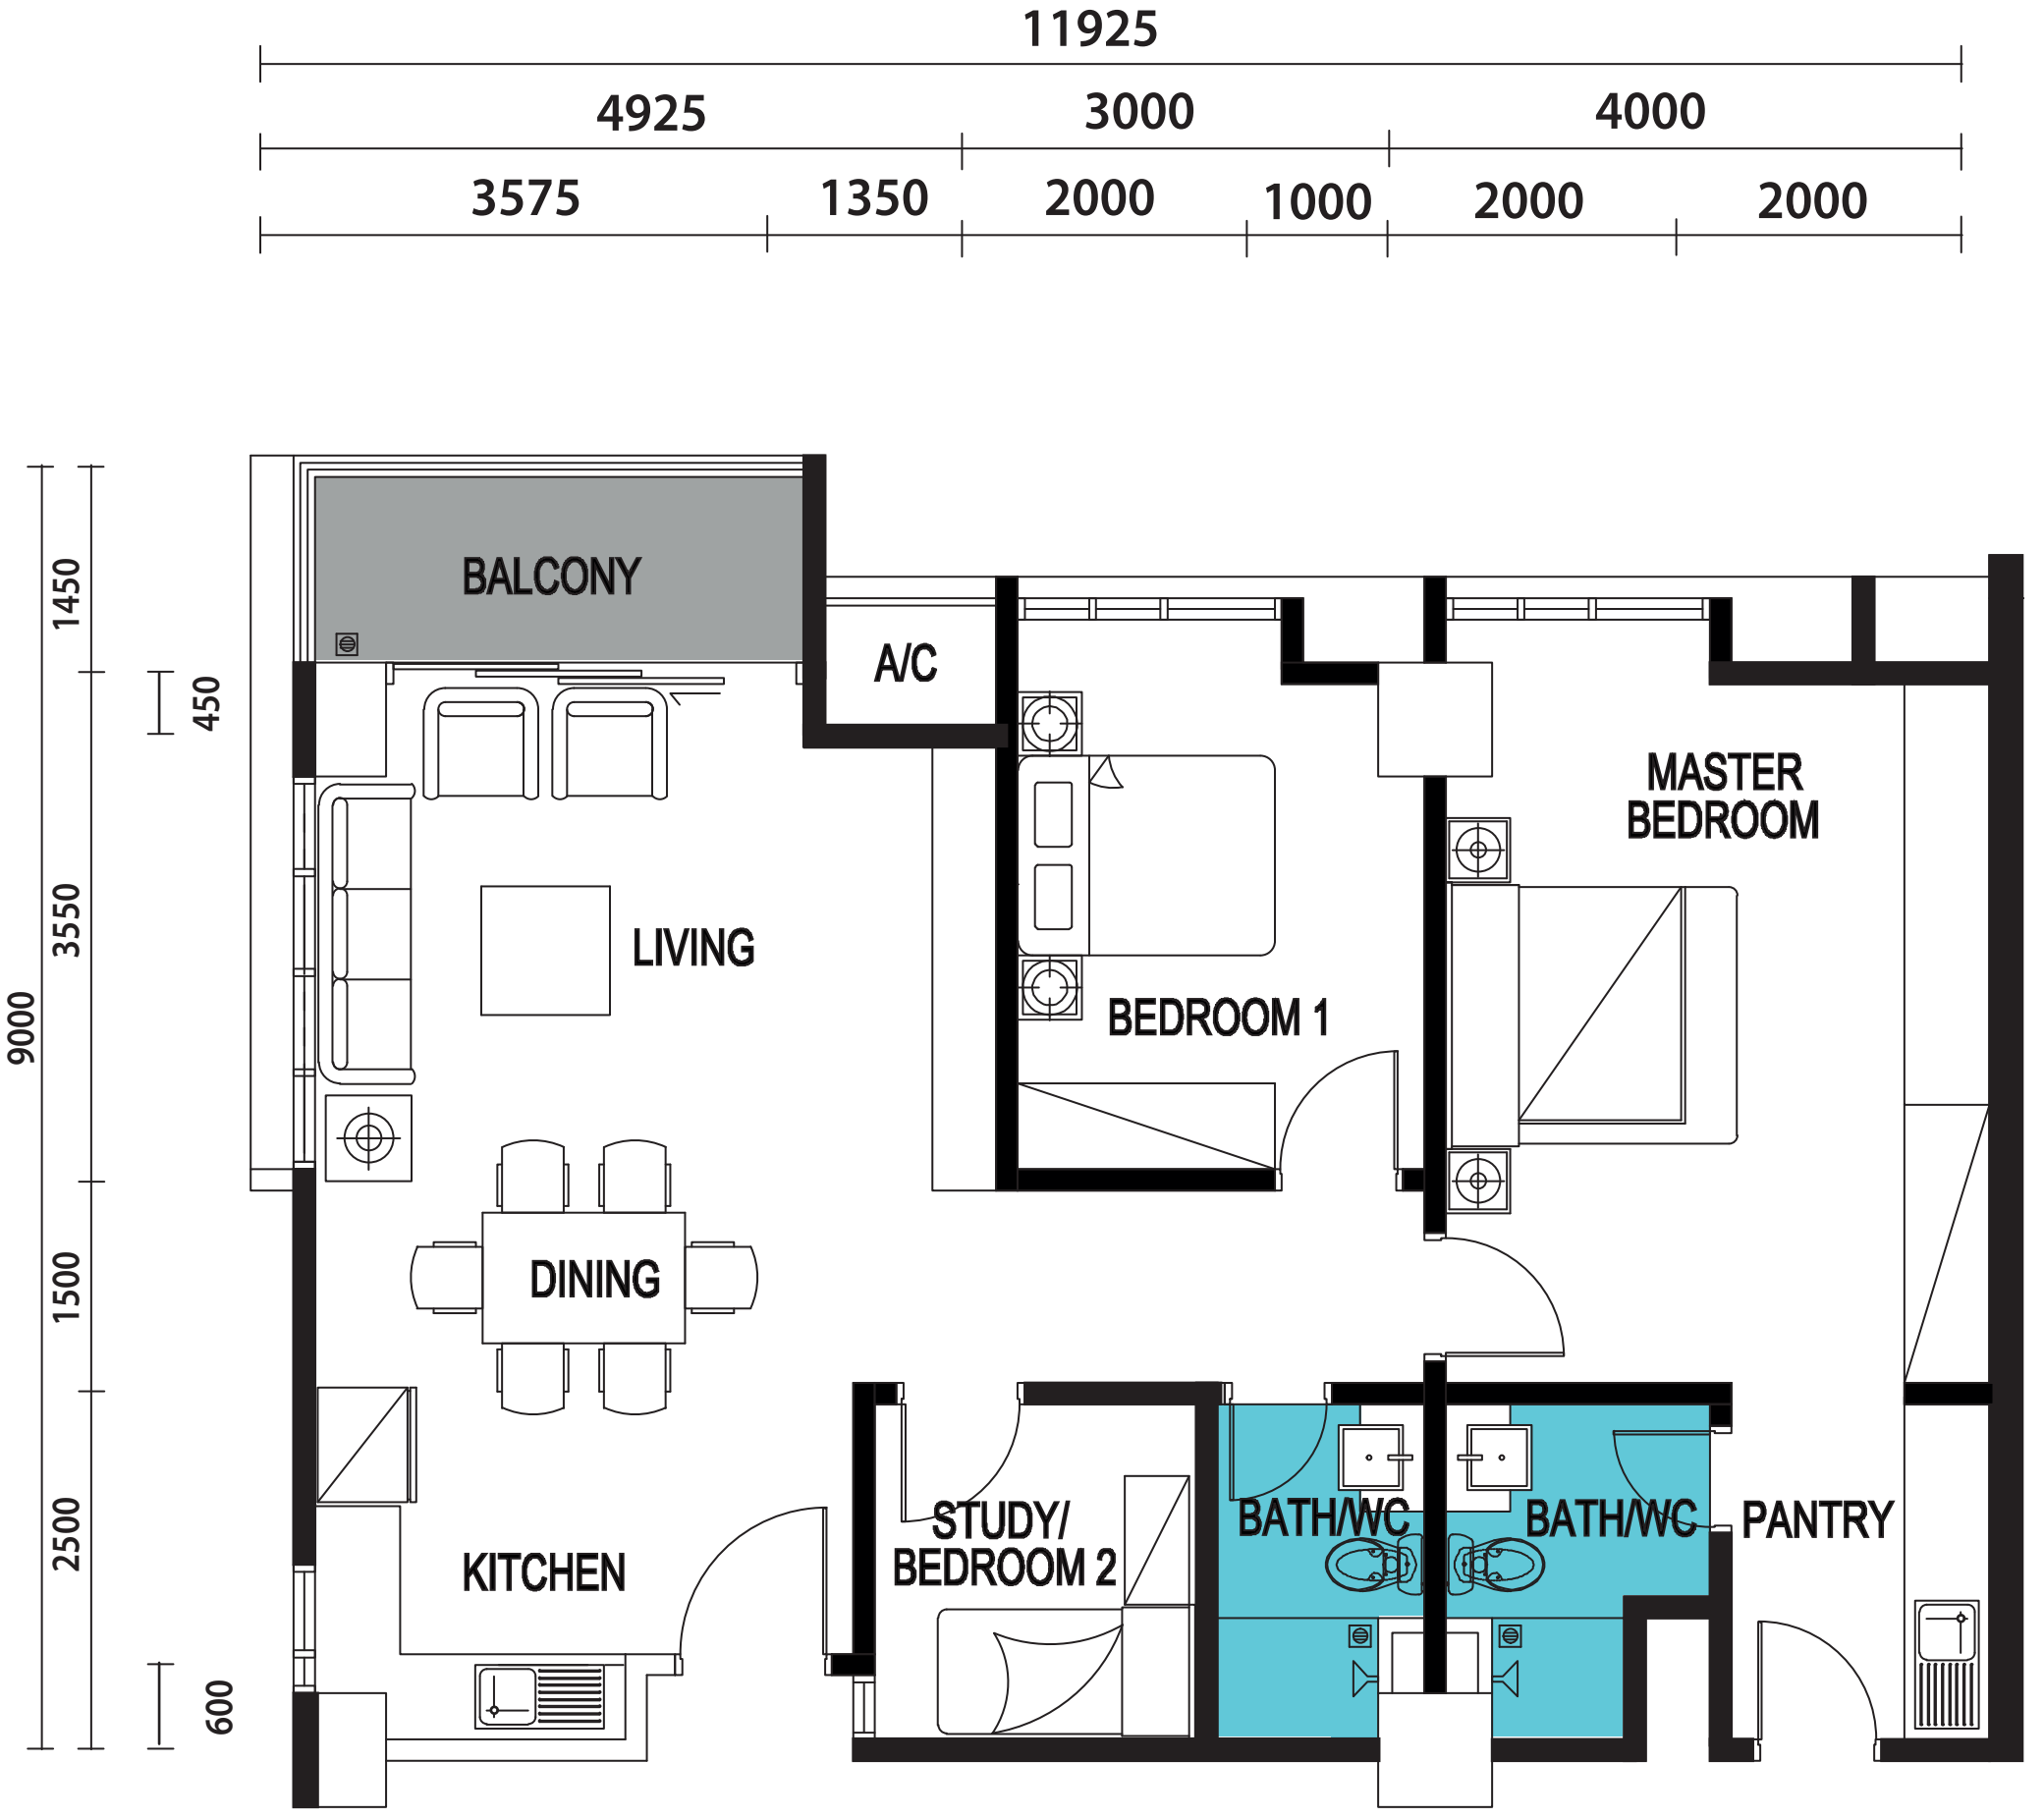 11925
4925
3000
4000
3575
1350
2000
1000
2000
2000
9000
1450
3550
1500
2500
450
600
BALCONY
A/C
LIVING
BEDROOM 1
MASTER
BEDROOM
DINING
KITCHEN
STUDY/
BEDROOM 2
BATH/WC
BATH/WC
PANTRY